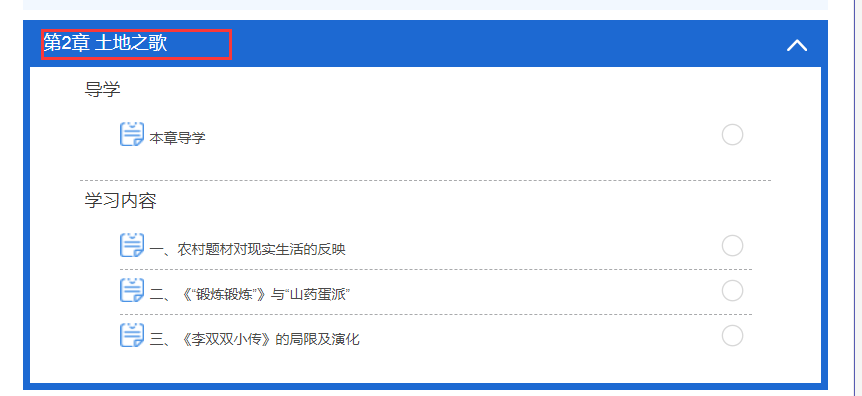 第2章 土地之歌
导学
本章导学
学习内容
一、农村题材对现实生活的反映
二、《“锻炼锻炼”》与“山药蛋派”
三、《李双双小传》的局限及演化